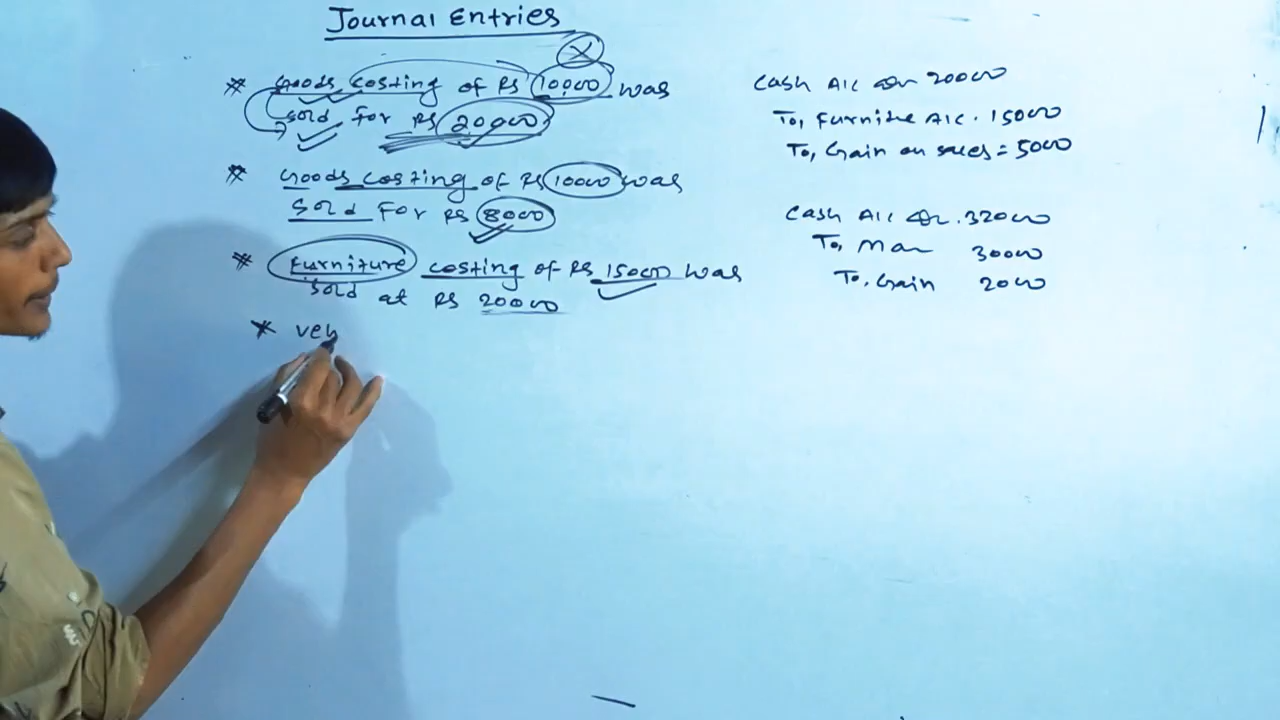 Journal Entries
* Goods costing of Rs 10000 was
sold for Rs 20000
* Goods costing of Rs 10000 was
sold for Rs 8000
* Furniture costing of Rs 15000 was
sold at Rs 20000
* veh
Cash A/c Dr 20000
To, Furniture A/c. 15000
To, Gain on sales = 5000
Cash A/c Dr. 32000
To, Mac 30000
To, Gain 2000